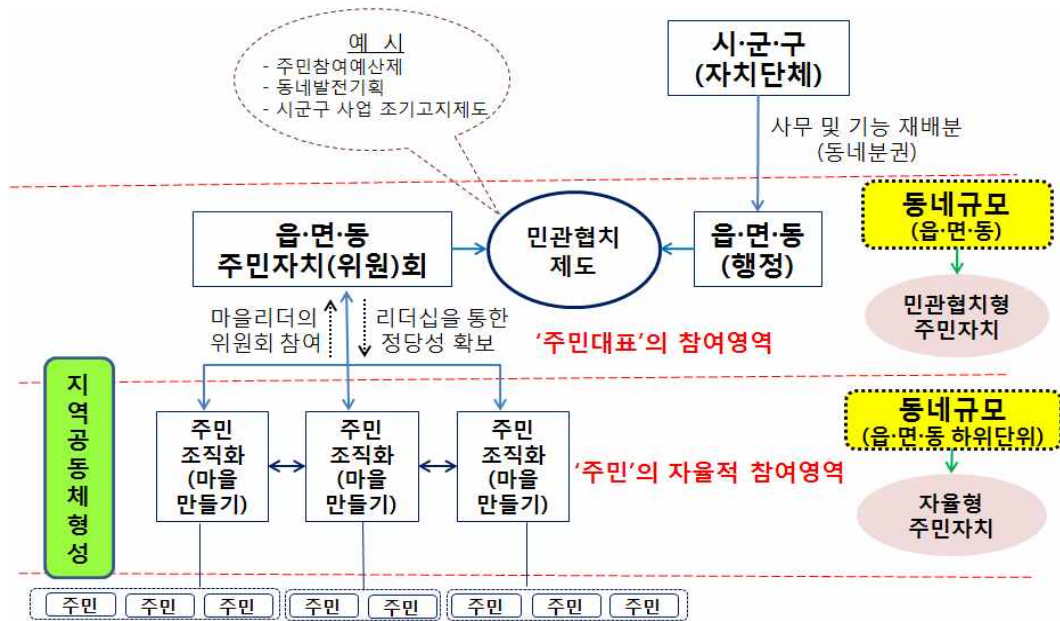 예 시
- 주민참여예산제
- 동네발전기획
- 시군구 사업 조기고지제도
시·군·구
(자치단체)
사무 및 기능 재배분
(동네분권)
읍·면·동
주민자치(위원)회
민관협치
제도
읍·면·동
(행정)
동네규모
(읍·면·동)
민관협치형
주민자치
마을리더의
위원회 참여
리더십을 통한
정당성 확보
'주민대표'의 참여영역
지역공동체형성
주민
조직화
(마을
만들기)
주민
조직화
(마을
만들기)
주민
조직화
(마을
만들기)
'주민'의 자율적 참여영역
동네규모
(읍·면·동 하위단위)
자율형
주민자치
주민 주민 주민 주민 주민 주민 주민 주민